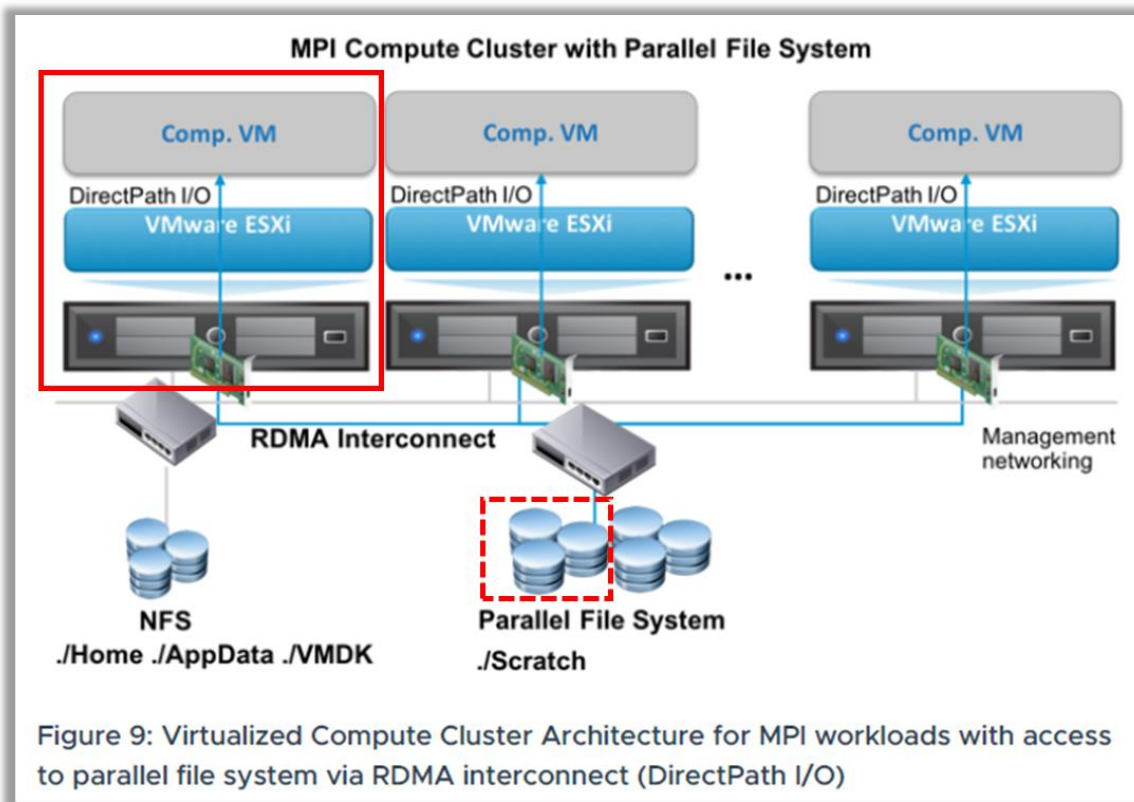 MPI Compute Cluster with Parallel File System
Comp. VM
Comp. VM
Comp. VM
DirectPath I/O
DirectPath I/O
DirectPath I/O
VMware ESXi
VMware ESXi
VMware ESXi
...
RDMA Interconnect
Management
networking
NFS
./Home ./AppData ./VMDK
Parallel File System
./Scratch
Figure 9: Virtualized Compute Cluster Architecture for MPI workloads with access
to parallel file system via RDMA interconnect (DirectPath I/O)